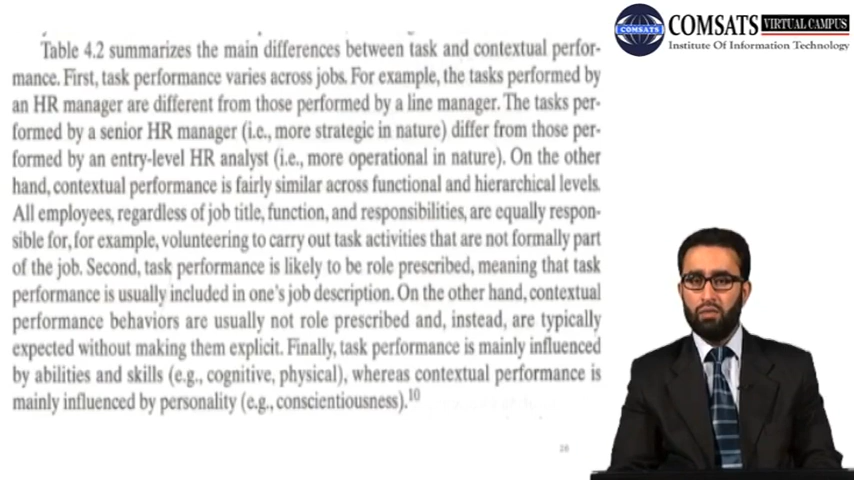 COMSATS VIRTUAL CAMPUS
Institute Of Information Technology
COMSATS
Table 4.2 summarizes the main differences between task and contextual perfor-
mance. First, task performance varies across jobs. For example, the tasks performed by
an HR manager are different from those performed by a line manager. The tasks per-
formed by a senior HR manager (i.e., more strategic in nature) differ from those per-
formed by an entry-level HR analyst (i.e., more operational in nature). On the other
hand, contextual performance is fairly similar across functional and hierarchical levels.
All employees, regardless of job title, function, and responsibilities, are equally respon-
sible for, for example, volunteering to carry out task activities that are not formally part
of the job. Second, task performance is likely to be role prescribed, meaning that task
performance is usually included in one's job description. On the other hand, contextual
performance behaviors are usually not role prescribed and, instead, are typically
expected without making them explicit. Finally, task performance is mainly influenced
by abilities and skills (e.g., cognitive, physical), whereas contextual performance is
mainly influenced by personality (e.g., conscientiousness).10
26